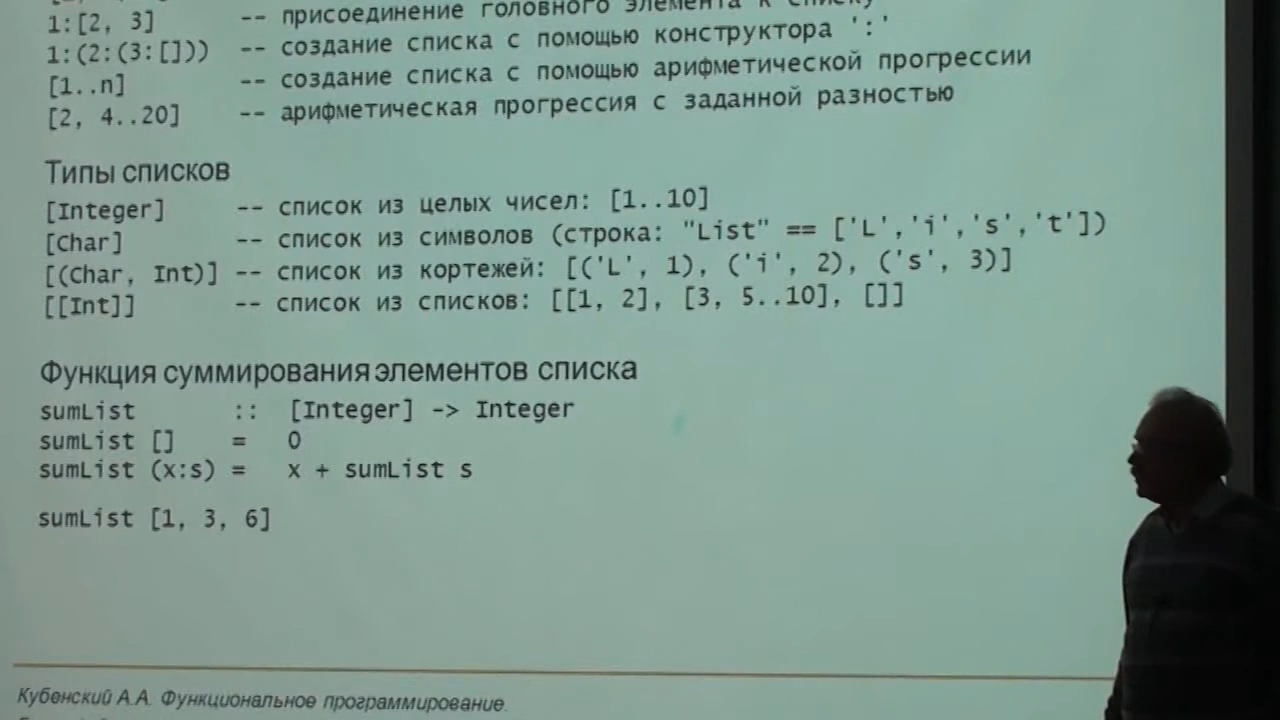 1:[2, 3] -- присоединение головного элемента к списку
1:(2:(3:[])) -- создание списка с помощью конструктора ':'
[1..n] -- создание списка с помощью арифметической прогрессии
[2, 4..20] -- арифметическая прогрессия с заданной разностью
Типы списков
[Integer] -- список из целых чисел: [1..10]
[Char] -- список из символов (строка: "List" == ['L','i','s','t'])
[(Char, Int)] -- список из кортежей: [('L', 1), ('i', 2), ('s', 3)]
[[Int]] -- список из списков: [[1, 2], [3, 5..10], []]
Функция суммирования элементов списка
sumList :: [Integer] -> Integer
sumList [] = 0
sumList (x:s) = x + sumList s
sumList [1, 3, 6]
Кубенский А.А. Функциональное программирование.